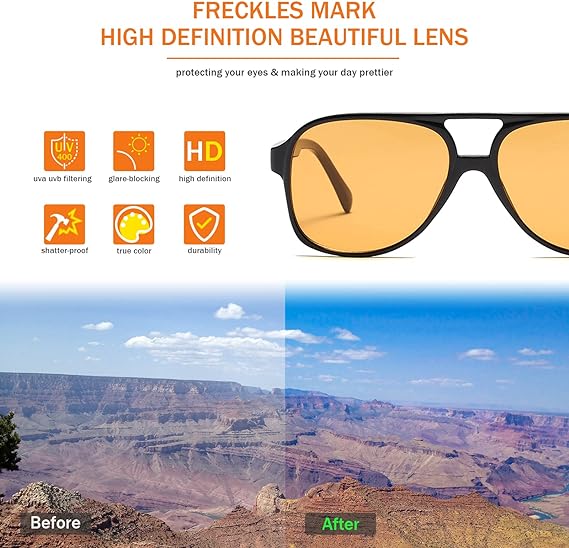 FRECKLES MARK
HIGH DEFINITION BEAUTIFUL LENS
protecting your eyes & making your day prettier
UV
400
HD
uva uvb filtering
glare-blocking
high definition
shatter-proof
true color
durability
Before
After